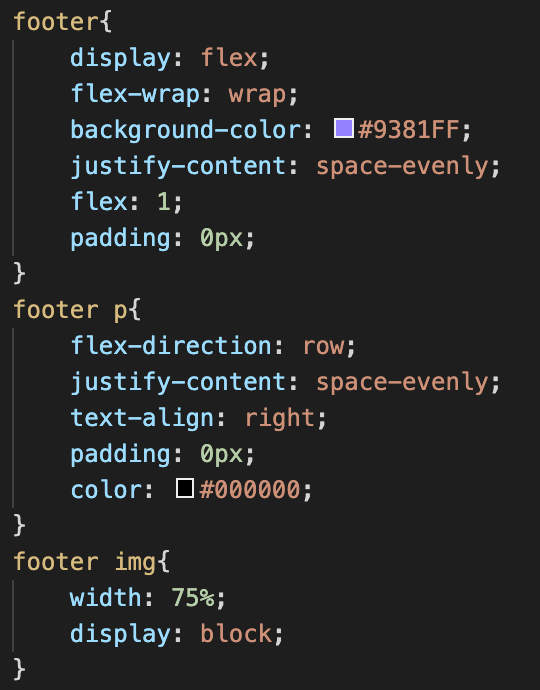 footer{
    display: flex;
    flex-wrap: wrap;
    background-color: #9381FF;
    justify-content: space-evenly;
    flex: 1;
    padding: 0px;
}
footer p{
    flex-direction: row;
    justify-content: space-evenly;
    text-align: right;
    padding: 0px;
    color: #000000;
}
footer img{
    width: 75%;
    display: block;
}